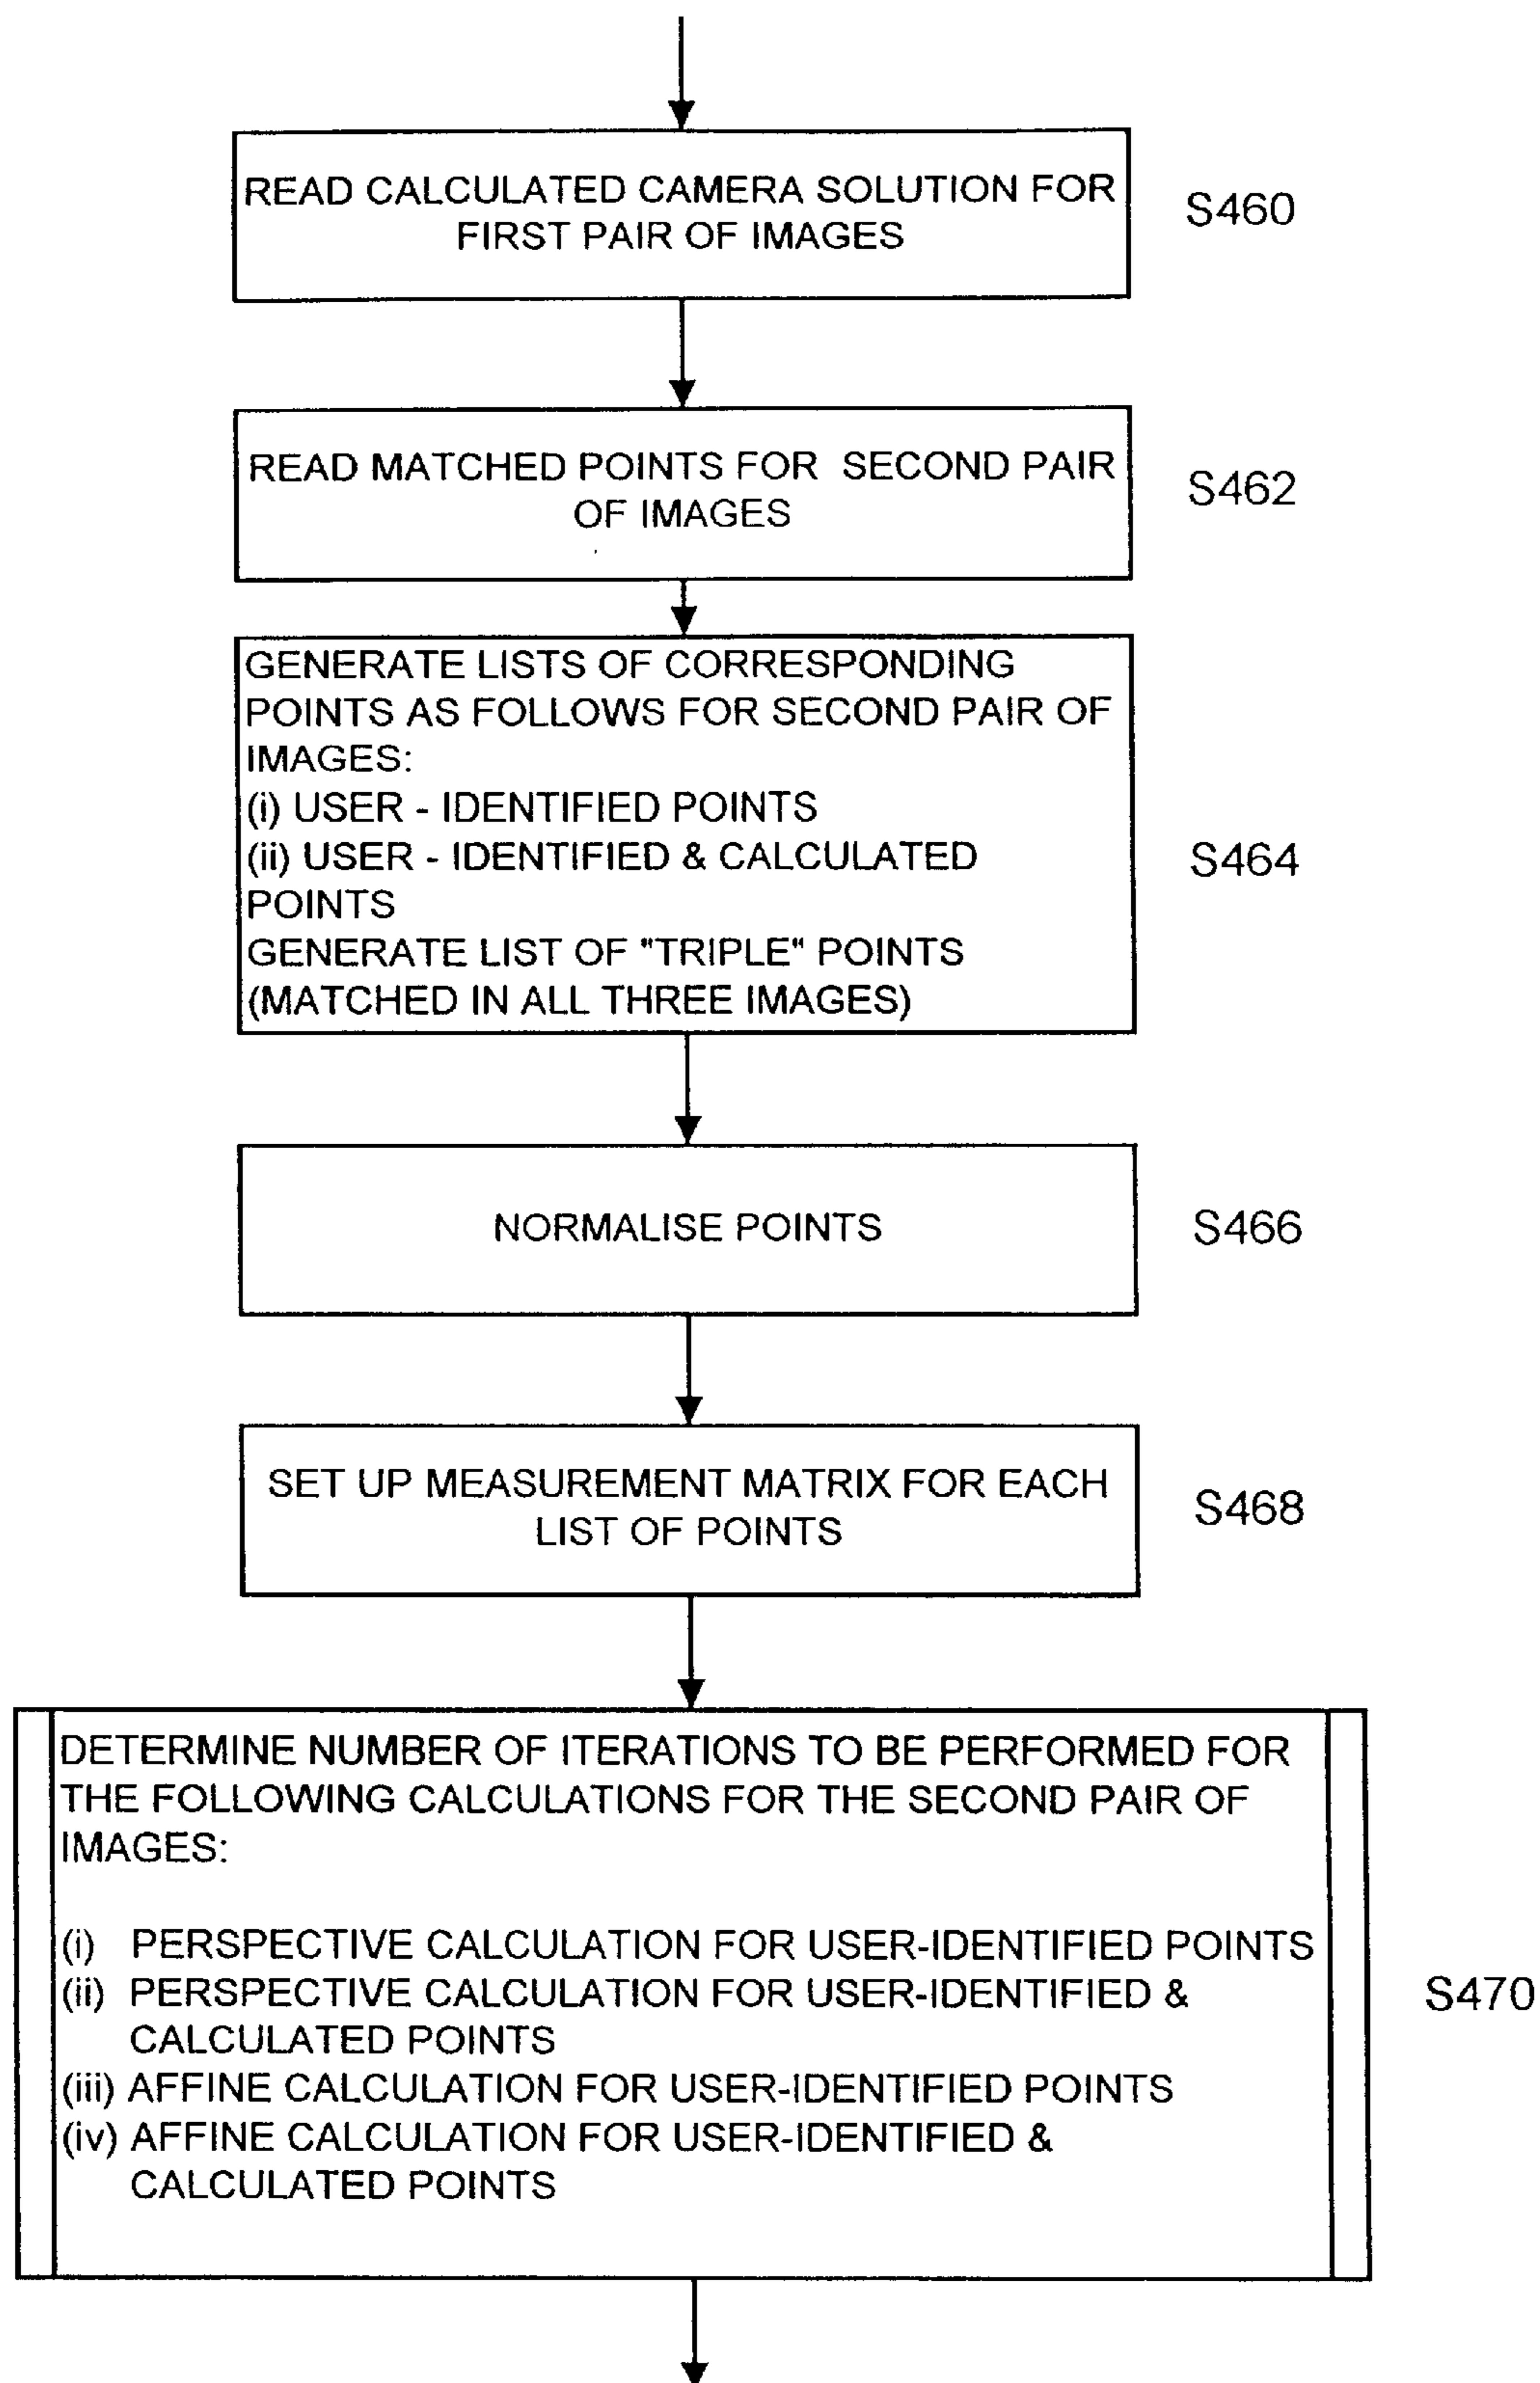 READ CALCULATED CAMERA SOLUTION FOR
FIRST PAIR OF IMAGES
S460
READ MATCHED POINTS FOR SECOND PAIR
OF IMAGES
S462
GENERATE LISTS OF CORRESPONDING
POINTS AS FOLLOWS FOR SECOND PAIR OF
IMAGES:
(i) USER - IDENTIFIED POINTS
(ii) USER - IDENTIFIED & CALCULATED
POINTS
GENERATE LIST OF "TRIPLE" POINTS
(MATCHED IN ALL THREE IMAGES)
S464
NORMALISE POINTS
S466
SET UP MEASUREMENT MATRIX FOR EACH
LIST OF POINTS
S468
DETERMINE NUMBER OF ITERATIONS TO BE PERFORMED FOR
THE FOLLOWING CALCULATIONS FOR THE SECOND PAIR OF
IMAGES:
(i) PERSPECTIVE CALCULATION FOR USER-IDENTIFIED POINTS
(ii) PERSPECTIVE CALCULATION FOR USER-IDENTIFIED &
CALCULATED POINTS
(iii) AFFINE CALCULATION FOR USER-IDENTIFIED POINTS
(iv) AFFINE CALCULATION FOR USER-IDENTIFIED &
CALCULATED POINTS
S470